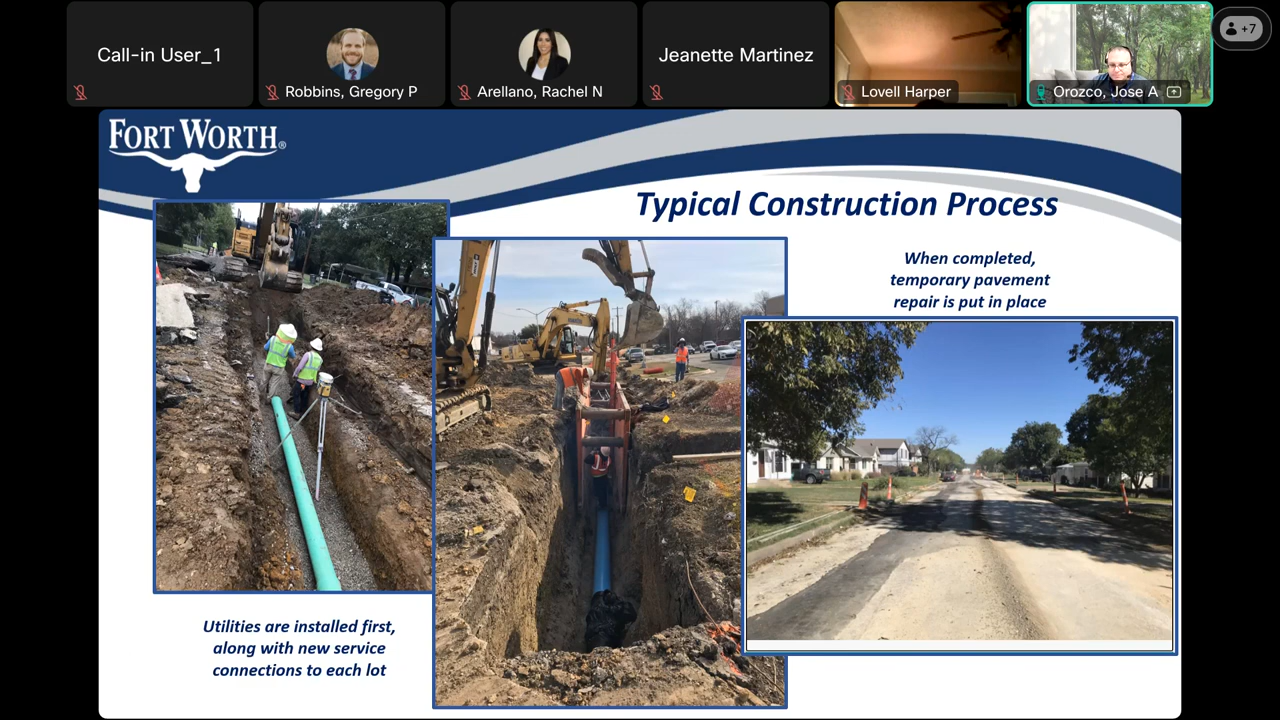 Call-in User_1
Robbins, Gregory P
Arellano, Rachel N
Jeanette Martinez
Lovell Harper
Orozco, Jose A
+7
FORT WORTH®
Typical Construction Process
When completed,
temporary pavement
repair is put in place
Utilities are installed first,
along with new service
connections to each lot